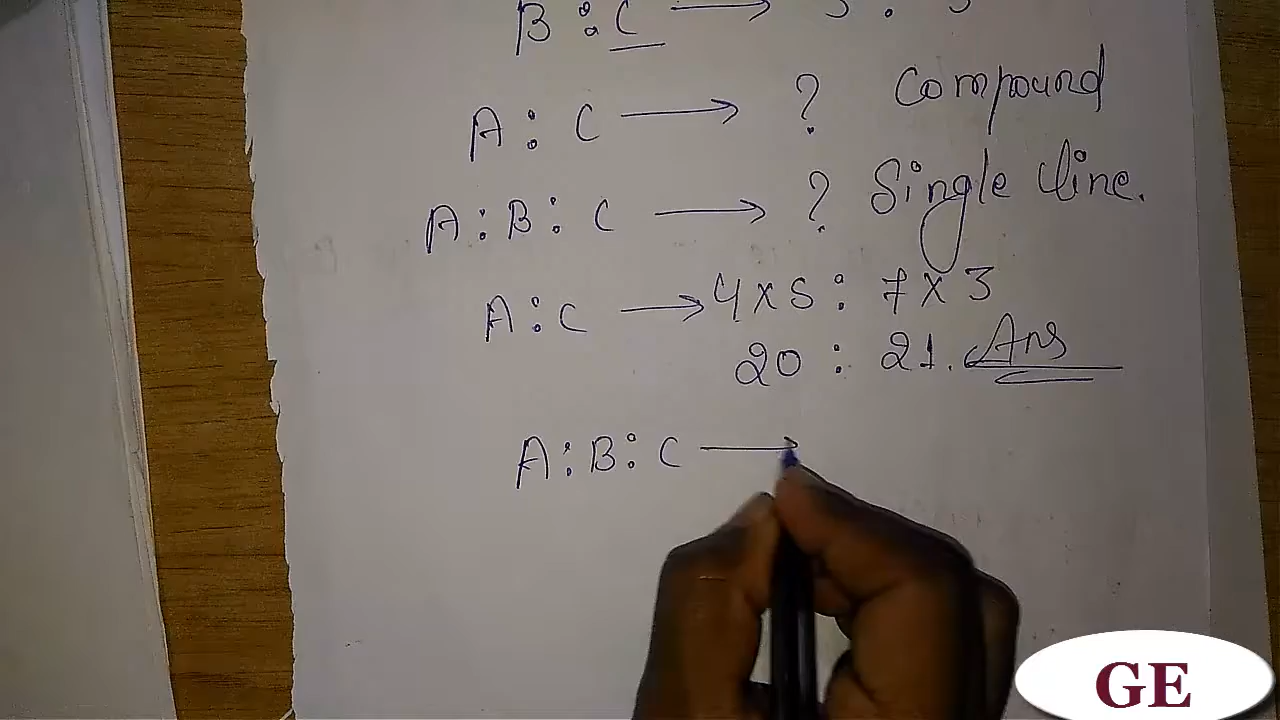 B : C → 5 : 3
A : C → ? Compound
A : B : C → ? Single line.
A : C → 4 x 5 : 7 x 3
20 : 21. Ans
A : B : C →
GE